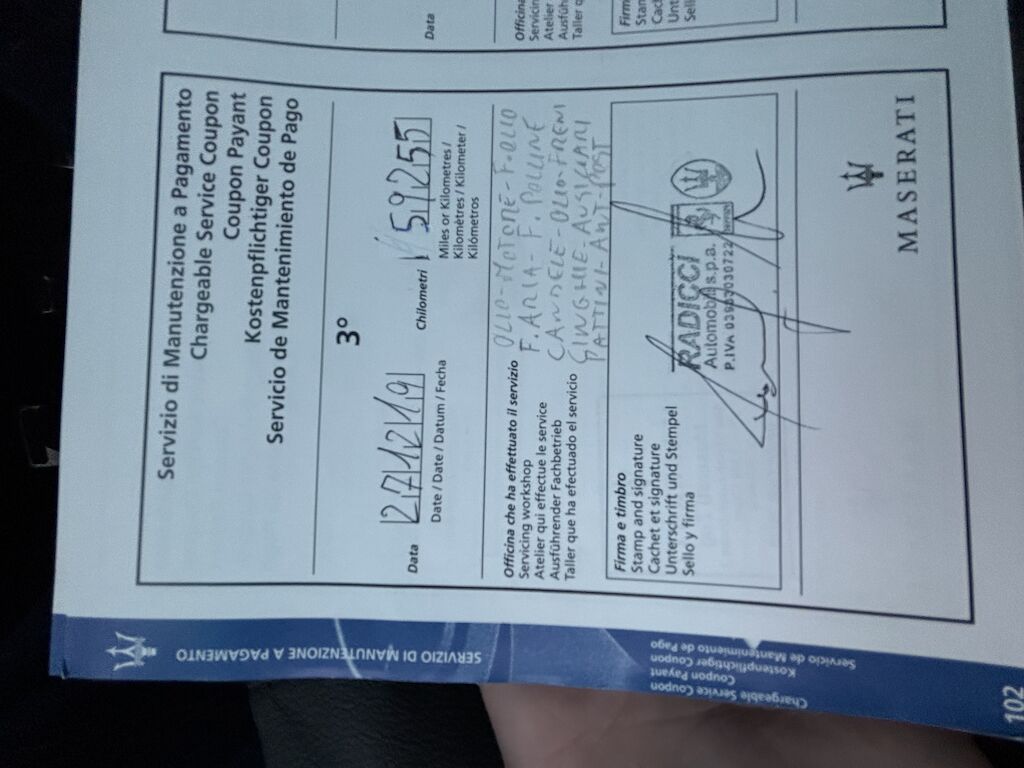 Servizio di Manutenzione a Pagamento
Chargeable Service Coupon
Coupon Payant
Kostenpflichtiger Coupon
Servicio de Mantenimiento de Pago
3°
Data 27 12 19
Date / Date / Datum / Fecha
Chilometri 59255
Miles or Kilometres /
Kilomètres / Kilometer /
Kilómetros
Officina che ha effettuato il servizio
Servicing workshop
Atelier qui effectue le service
Ausführender Fachbetrieb
Taller que ha efectuado el servicio
OLIO-MOTORE-F.OLIO
F.ARIA-F.POLLINE
CANDELE-OLIO-FRENI
CINGHIE-AUSIGLIARI
PATTINI-ANT-POST
Firma e timbro
Stamp and signature
Cachet et signature
Unterschrift und Stempel
Sello y firma
RADICCI
Automobili s.p.a.
P.IVA
MASERATI
SERVIZIO DI MANUTENZIONE A PAGAMENTO
Chargeable Service Coupon
Coupon Payant
Kostenpflichtiger Coupon
Servicio de Mantenimiento de Pago
102
Data